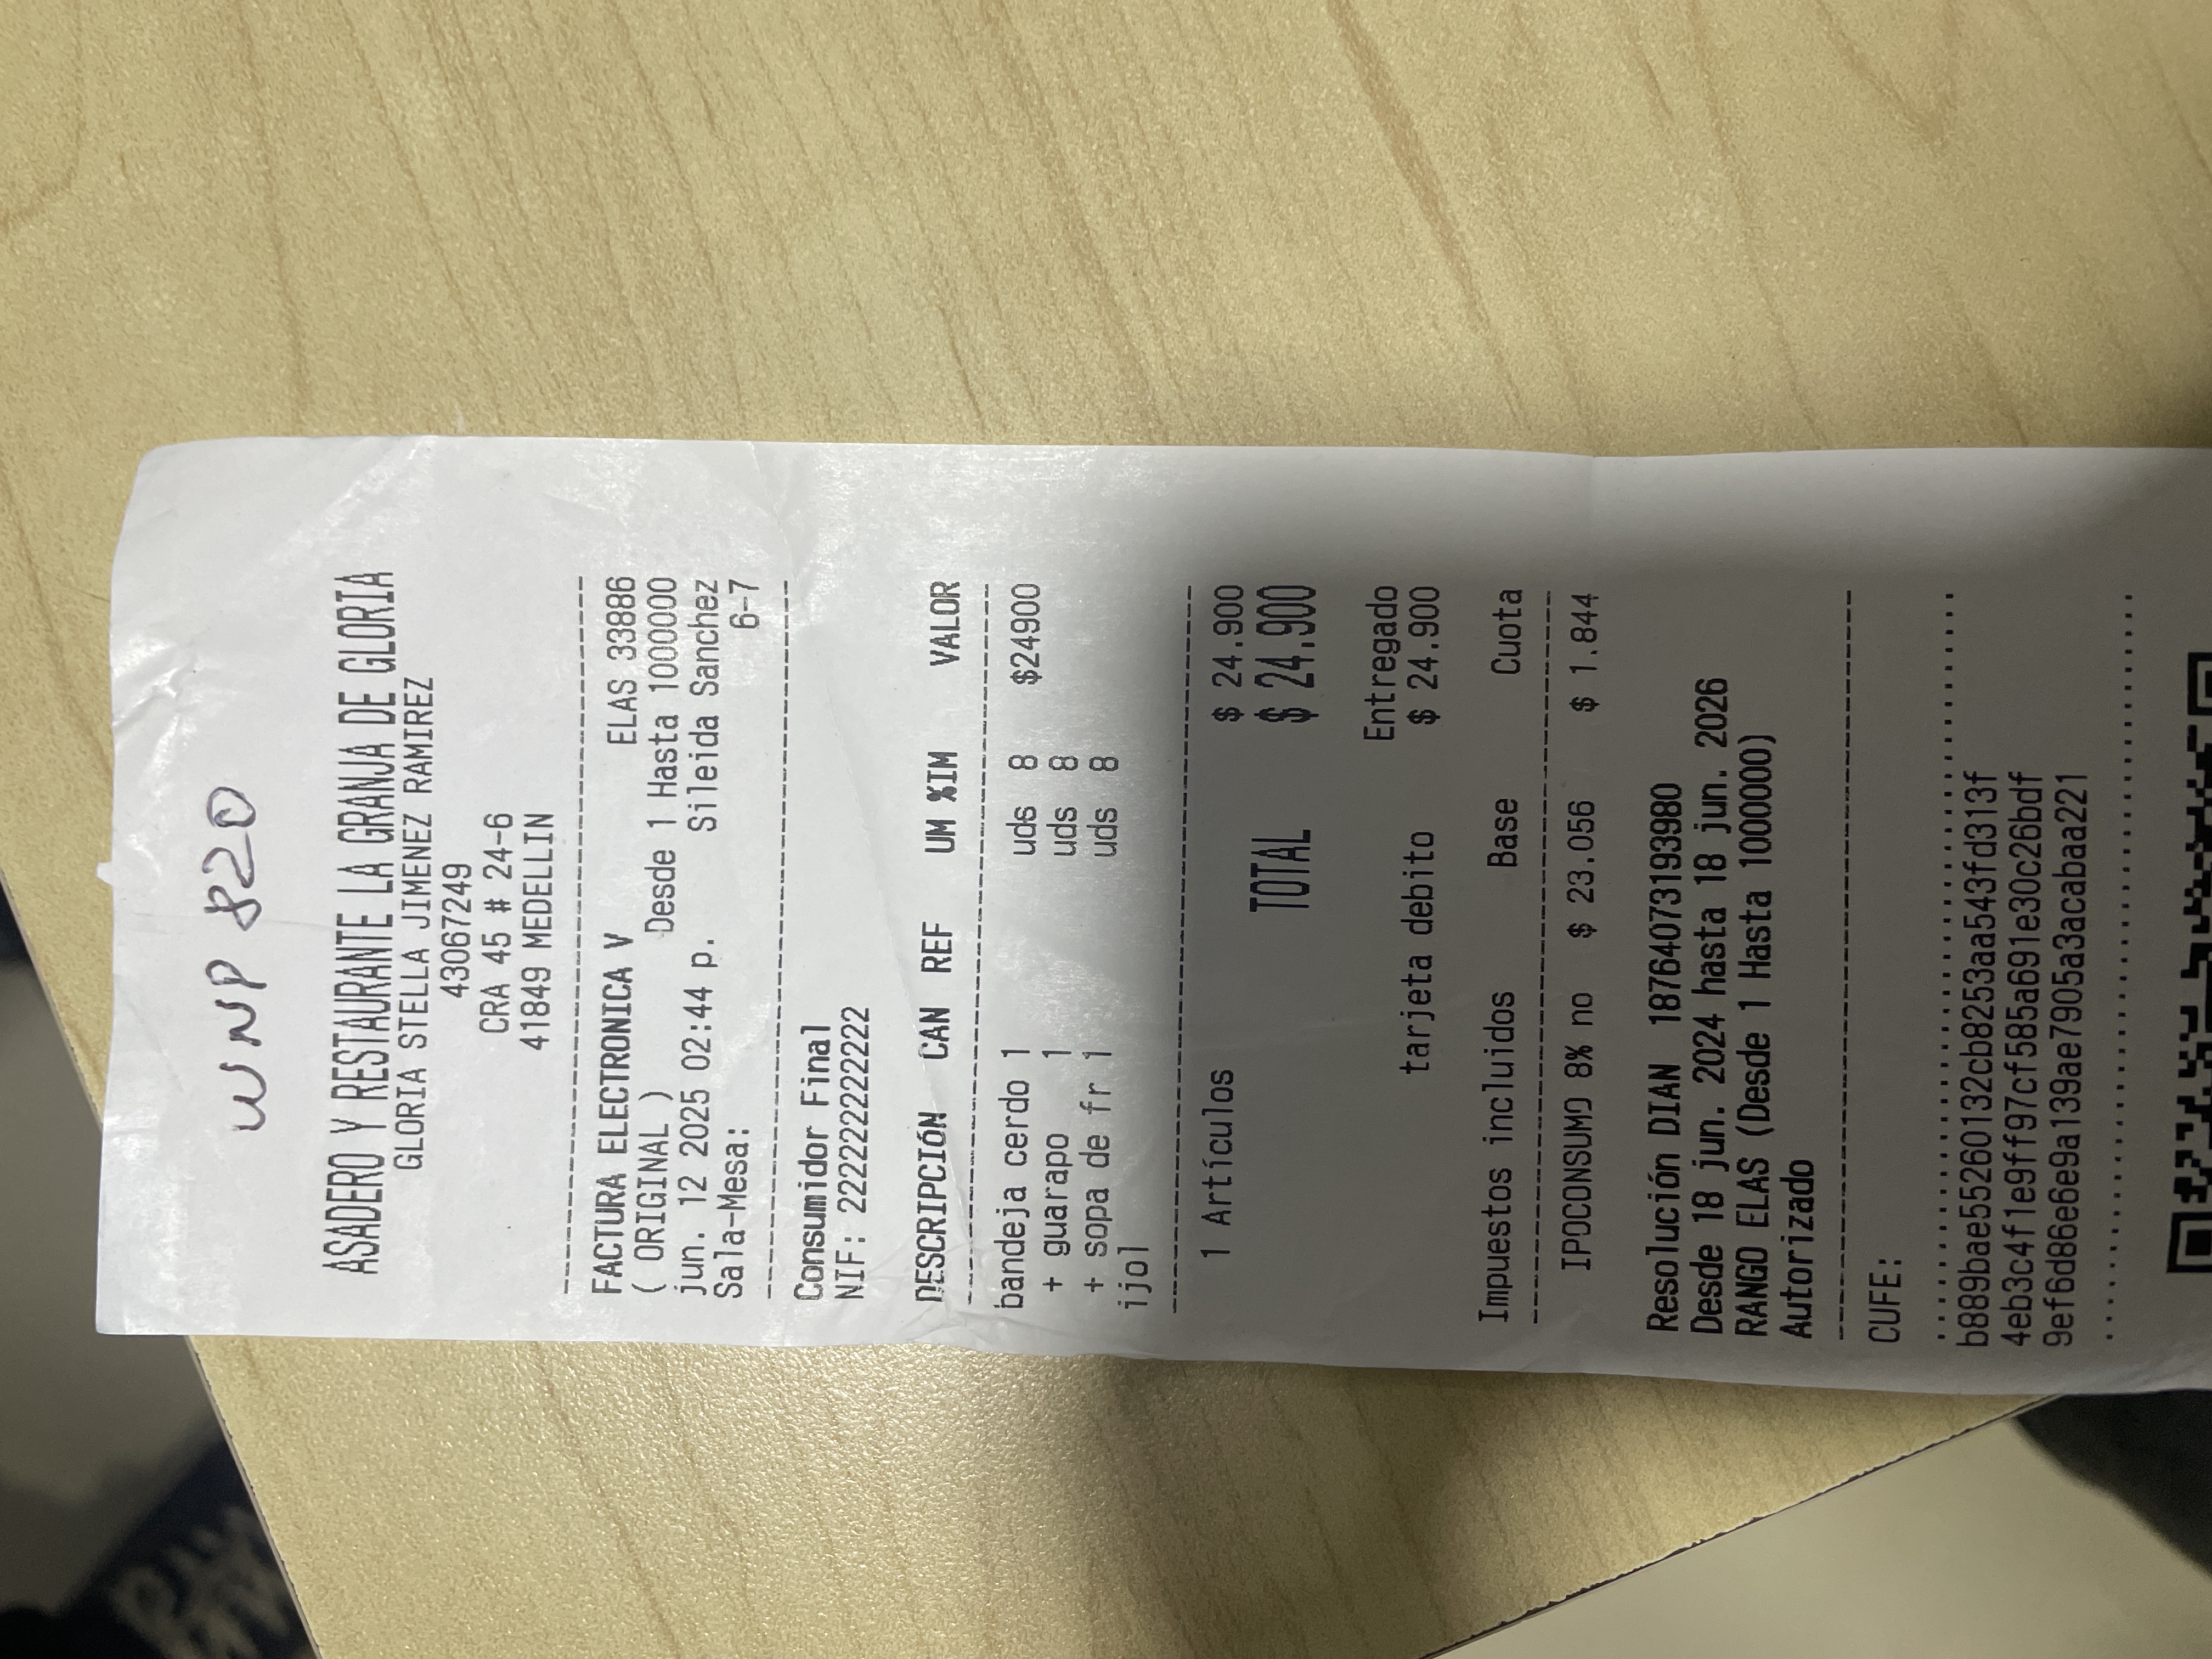 WNP 820
ASADERO Y RESTAURANTE LA GRANJA DE GLORIA
GLORIA STELLA JIMENEZ RAMIREZ
43067249
CRA 45 # 24-6
41849 MEDELLIN
FACTURA ELECTRONICA V ELAS 33886
( ORIGINAL ) Desde 1 Hasta 1000000
jun. 12 2025 02:44 p. Sileida Sanchez
Sala-Mesa: 6-7
Consumidor Final
NIF: 222222222222
DESCRIPCIÓN CAN REF UM %IM VALOR
bandeja cerdo 1 uds 8 $24900
+ guarapo 1 uds 8
+ sopa de fr 1 uds 8
ijol
1 Artículos $ 24.900
TOTAL $ 24.900
Entregado
tarjeta debito $ 24.900
Impuestos incluidos Base Cuota
IPOCONSUMO 8% no $ 23.056 $ 1.844
Resolución DIAN 18764073193980
Desde 18 jun. 2024 hasta 18 jun. 2026
RANGO ELAS (Desde 1 Hasta 1000000)
Autorizado
CUFE:
b889bae55260132cb8253aa543fd313f
4eb3c4f1e9ff97cf585a691e30c26bdf
9ef6d86e6e9a139ae7905a3acabaa221